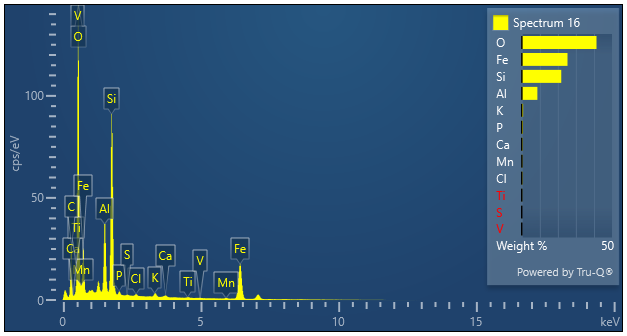 V
O
Si
Fe
C
Al
Ti
Ca
Mn
P
S
Cl
K
Ca
Ti
V
Mn
Fe
cps/eV
100
50
0
0
5
10
keV
Spectrum 16
O
Fe
Si
Al
K
P
Ca
Mn
Cl
Ti
S
V
Weight % 50
Powered by Tru-Q®